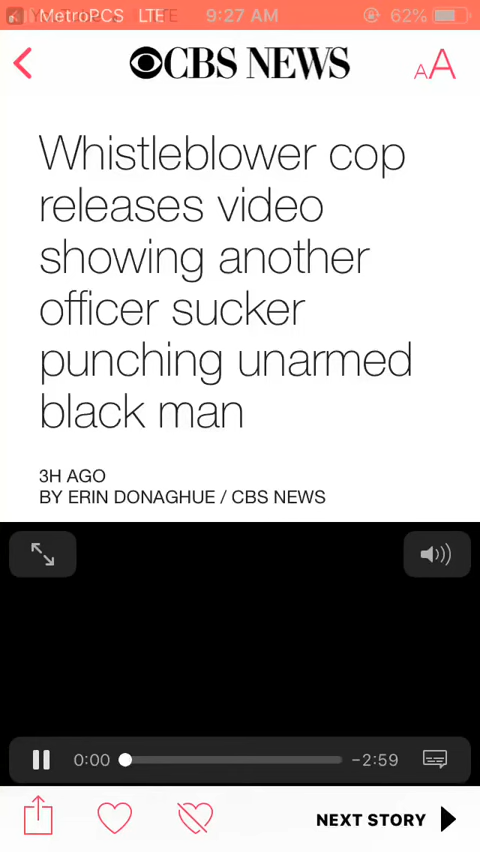 MetroPCS LTE 9:27 AM 62%
CBS NEWS
AA
Whistleblower cop
releases video
showing another
officer sucker
punching unarmed
black man
3H AGO
BY ERIN DONAGHUE / CBS NEWS
0:00 -2:59
NEXT STORY